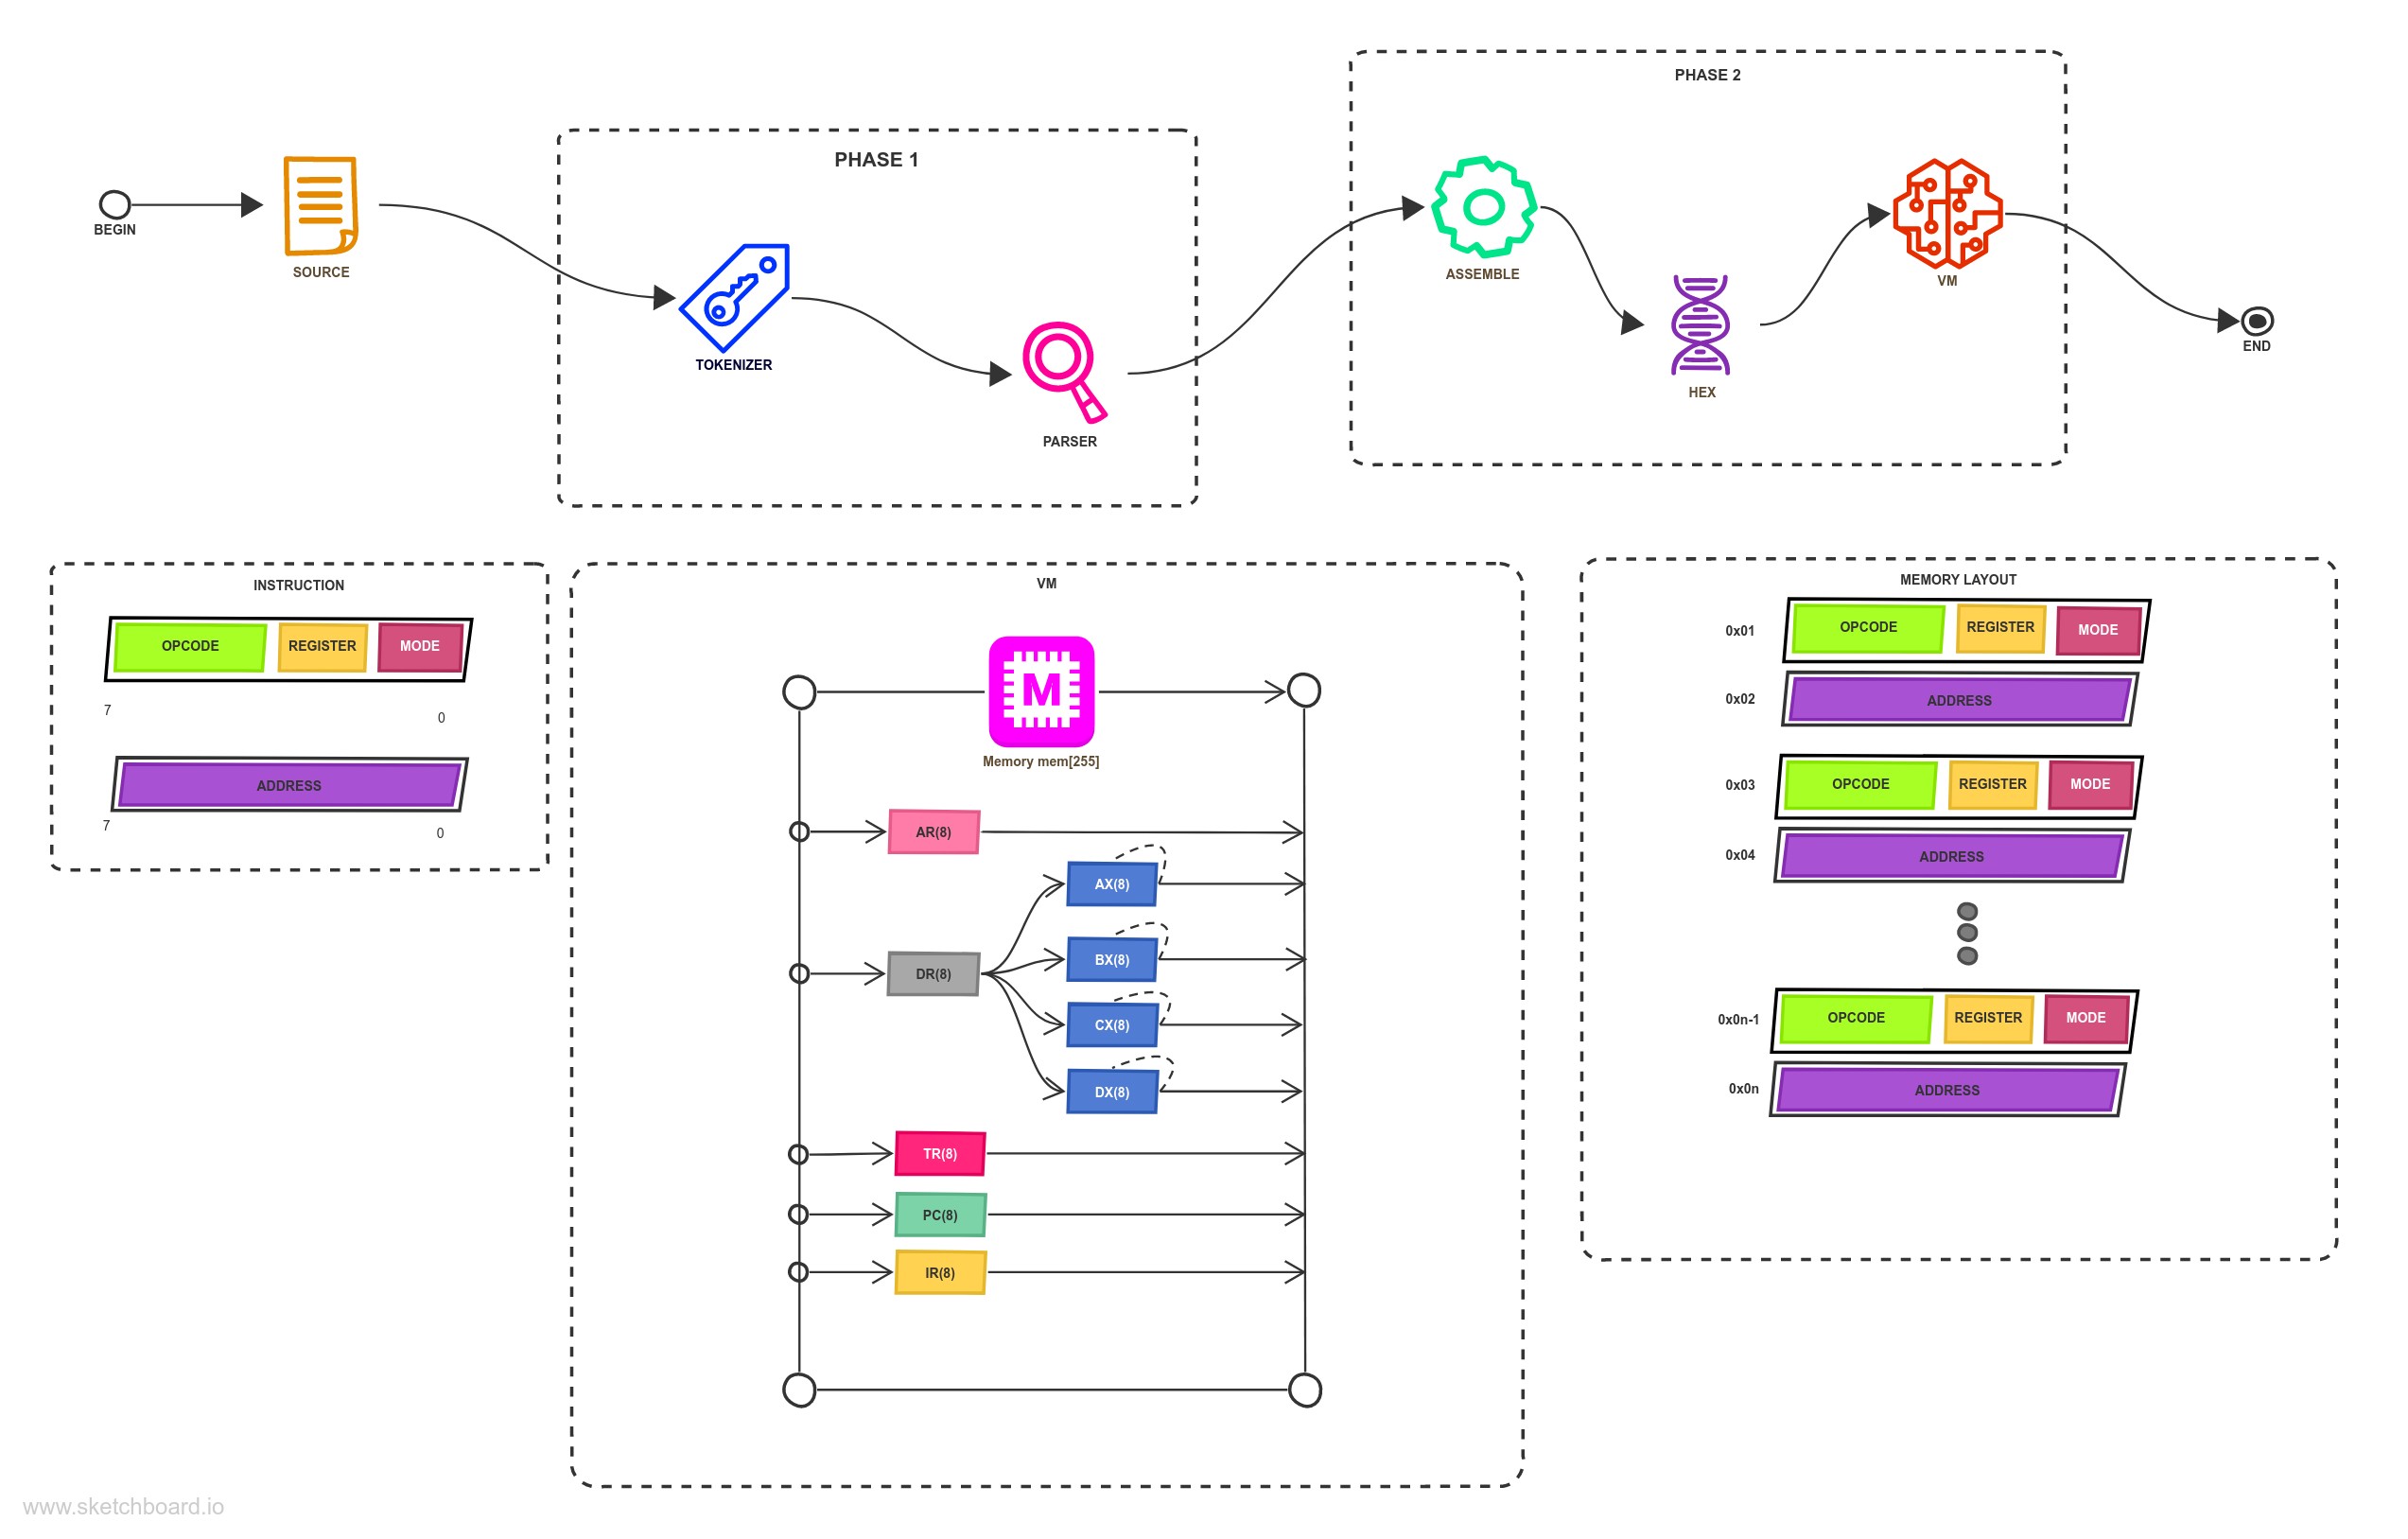 PHASE 2
PHASE 1
BEGIN
SOURCE
TOKENIZER
PARSER
ASSEMBLE
HEX
VM
END
INSTRUCTION
OPCODE REGISTER MODE
7 0
ADDRESS
7 0
VM
M
Memory mem[255]
AR(8)
AX(8)
BX(8)
DR(8)
CX(8)
DX(8)
TR(8)
PC(8)
IR(8)
MEMORY LAYOUT
0x01 OPCODE REGISTER MODE
0x02 ADDRESS
0x03 OPCODE REGISTER MODE
0x04 ADDRESS
0x0n-1 OPCODE REGISTER MODE
0x0n ADDRESS
www.sketchboard.io